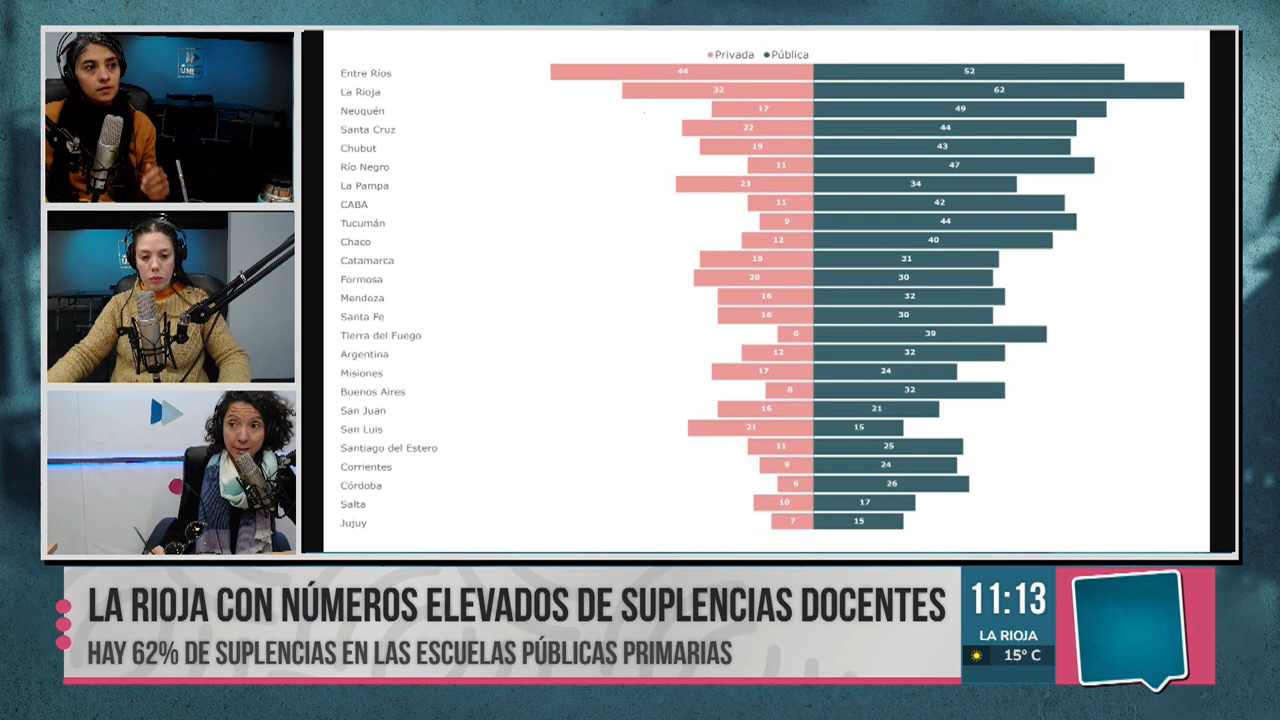 Privada Pública
Entre Ríos 44 52
La Rioja 32 62
Neuquén 17 49
Santa Cruz 22 44
Chubut 19 43
Río Negro 11 47
La Pampa 23 34
CABA 11 42
Tucumán 9 44
Chaco 12 40
Catamarca 19 31
Formosa 20 30
Mendoza 16 32
Santa Fe 16 30
Tierra del Fuego 6 39
Argentina 12 32
Misiones 17 24
Buenos Aires 8 32
San Juan 16 21
San Luis 21 15
Santiago del Estero 11 25
Corrientes 9 24
Córdoba 6 26
Salta 10 17
Jujuy 7 15
LA RIOJA CON NÚMEROS ELEVADOS DE SUPLENCIAS DOCENTES
HAY 62% DE SUPLENCIAS EN LAS ESCUELAS PÚBLICAS PRIMARIAS
11:13
LA RIOJA
15° C